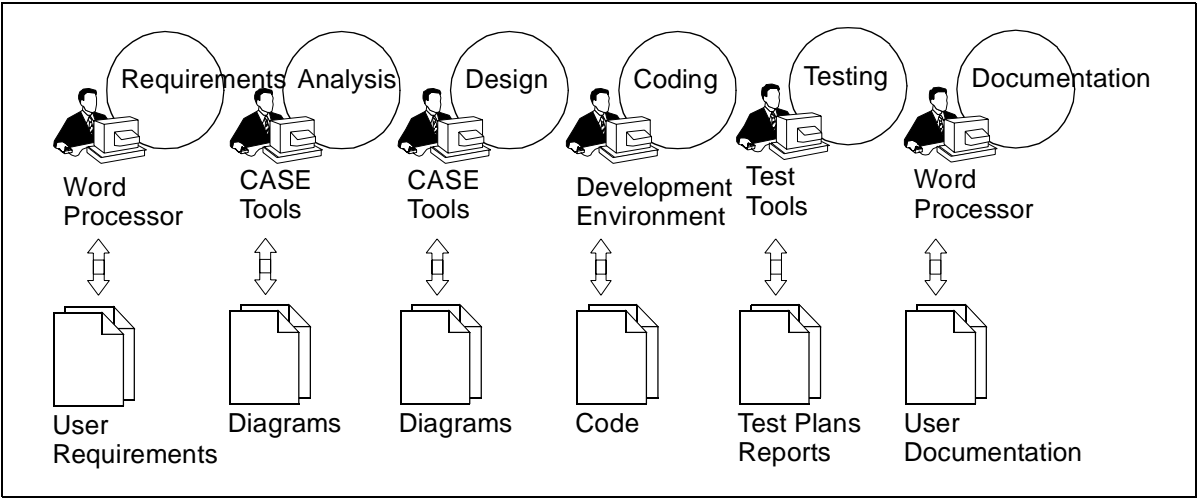 Requirements Analysis Design Coding Testing Documentation
Word
Processor
CASE
Tools
CASE
Tools
Development
Environment
Test
Tools
Word
Processor
User
Requirements
Diagrams
Diagrams
Code
Test Plans
Reports
User
Documentation